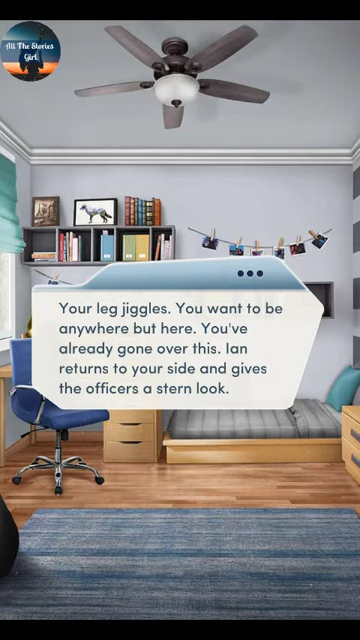 All The Stories
Girl
Your leg jiggles. You want to be
anywhere but here. You've
already gone over this. Ian
returns to your side and gives
the officers a stern look.